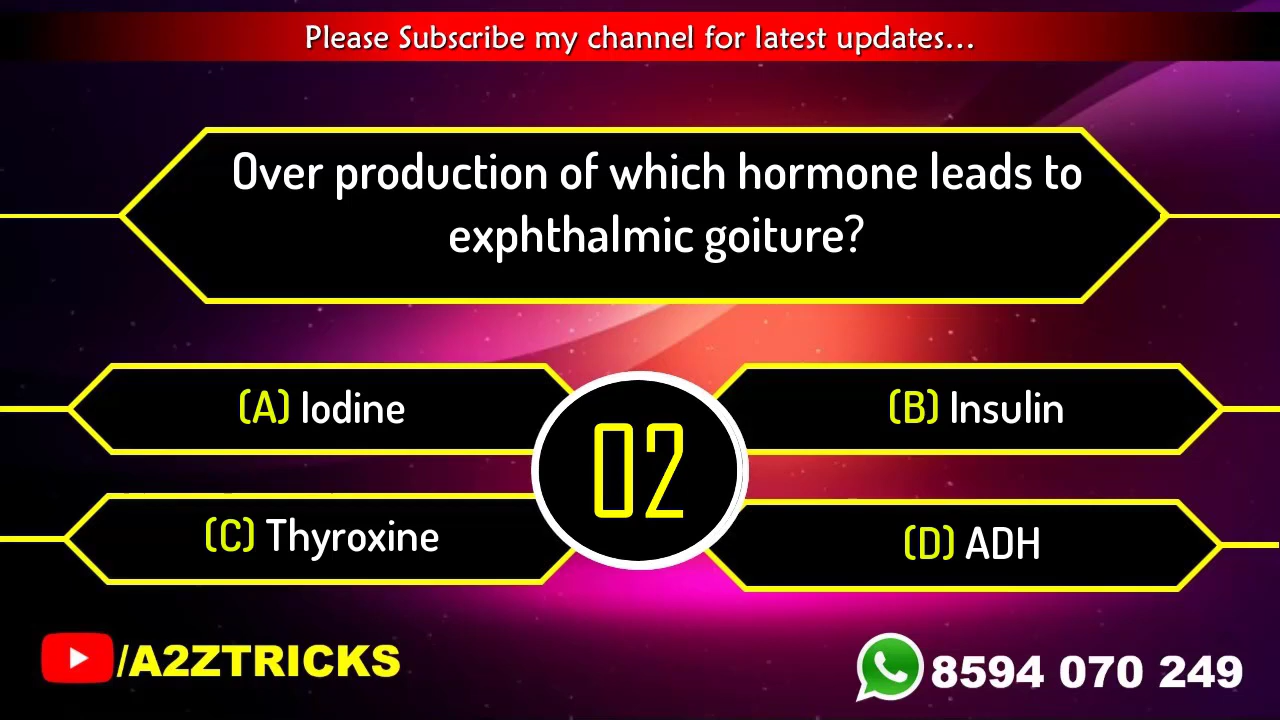 Please Subscribe my channel for latest updates...
Over production of which hormone leads to
exphthalmic goiture?
(A) Iodine
(B) Insulin
02
(C) Thyroxine
(D) ADH
/A2ZTRICKS
8594 070 249